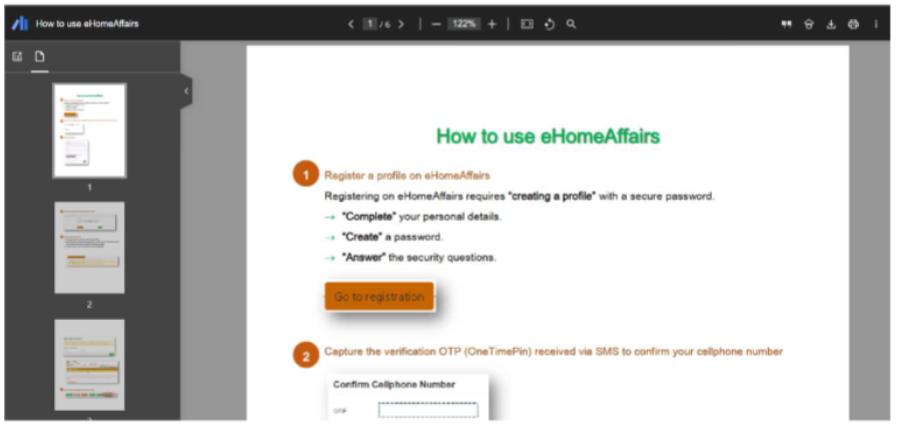 How to use eHomeAffairs
1 / 6
122%
1
2
How to use eHomeAffairs
1 Register a profile on eHomeAffairs
Registering on eHomeAffairs requires "creating a profile" with a secure password.
→ "Complete" your personal details.
→ "Create" a password.
→ "Answer" the security questions.
Go to registration
2 Capture the verification OTP (OneTimePin) received via SMS to confirm your cellphone number
Confirm Cellphone Number
OTP